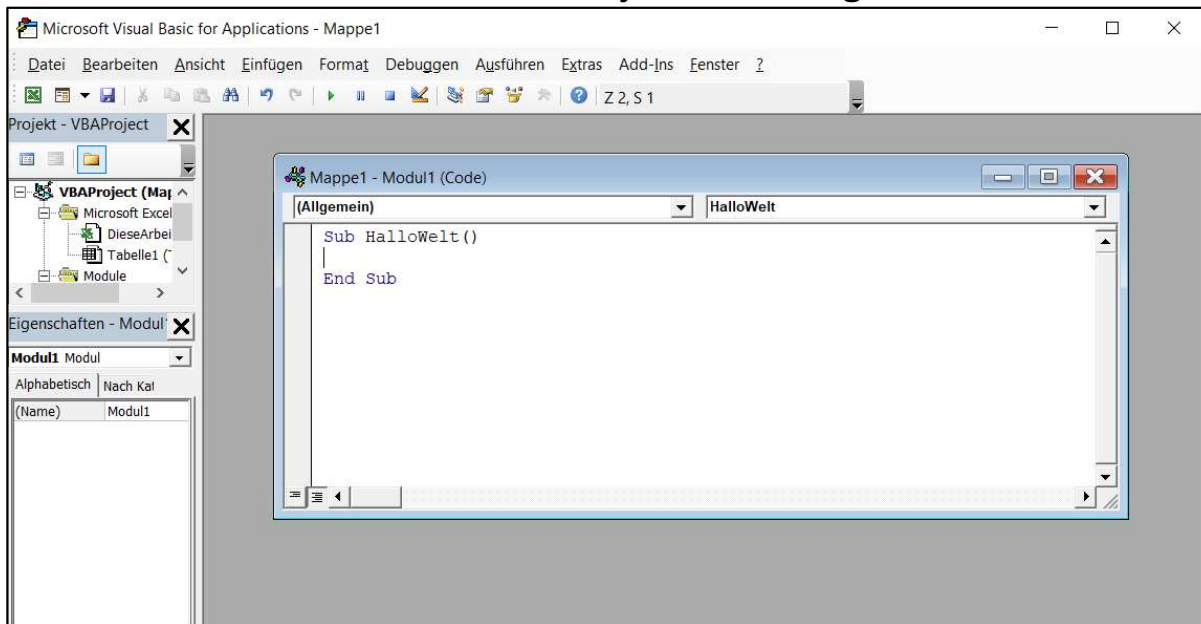 Microsoft Visual Basic for Applications - Mappe1
Datei Bearbeiten Ansicht Einfügen Format Debuggen Ausführen Extras Add-Ins Fenster ?
Z 2, S 1
Projekt - VBAProject
VBAProject (Map
Microsoft Excel
DieseArbei
Tabelle1 (
Module
Eigenschaften - Modul1
Modul1 Modul
Alphabetisch Nach Kat
(Name) Modul1
Mappe1 - Modul1 (Code)
(Allgemein) HalloWelt
Sub HalloWelt()
End Sub